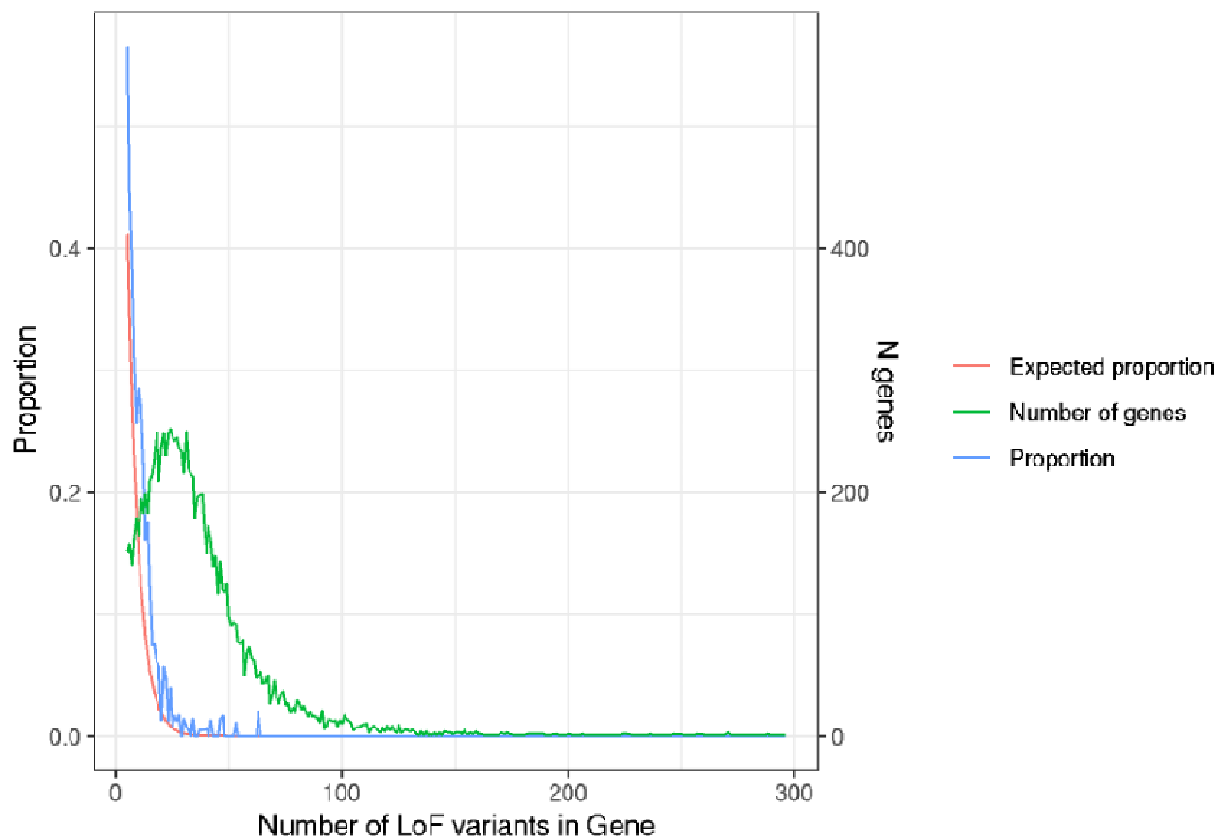 0.4
0.2
0.0
Proportion
400
200
0
N genes
0
100
200
300
Number of LoF variants in Gene
Expected proportion
Number of genes
Proportion